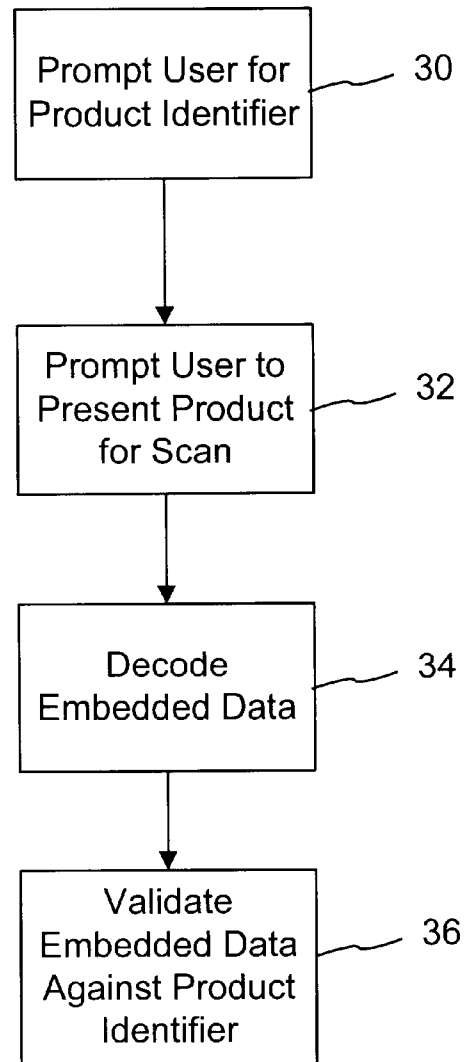 Prompt User for
Product Identifier
30
Prompt User to
Present Product
for Scan
32
Decode
Embedded Data
34
Validate
Embedded Data
Against Product
Identifier
36